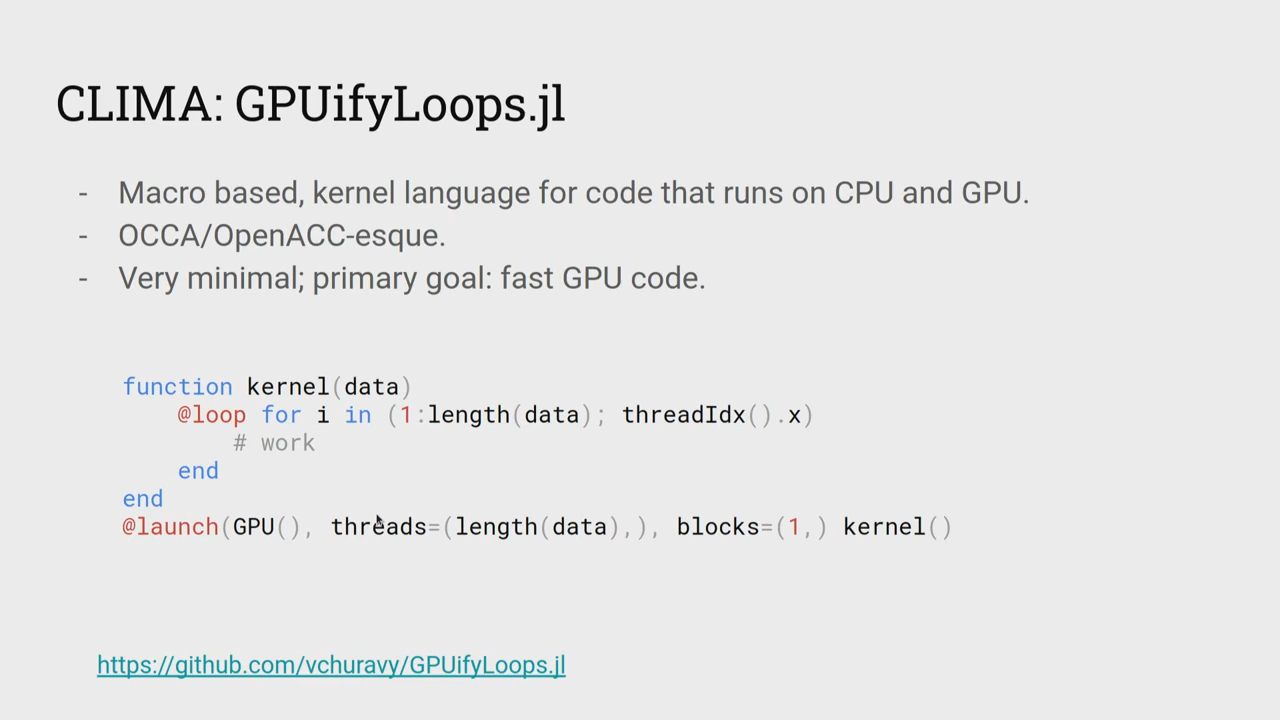 CLIMA: GPUifyLoops.jl
- Macro based, kernel language for code that runs on CPU and GPU.
- OCCA/OpenACC-esque.
- Very minimal; primary goal: fast GPU code.
function kernel(data)
    @loop for i in (1:length(data); threadIdx().x)
        # work
    end
end
@launch(GPU(), threads=(length(data),), blocks=(1,) kernel()
https://github.com/vchuravy/GPUifyLoops.jl